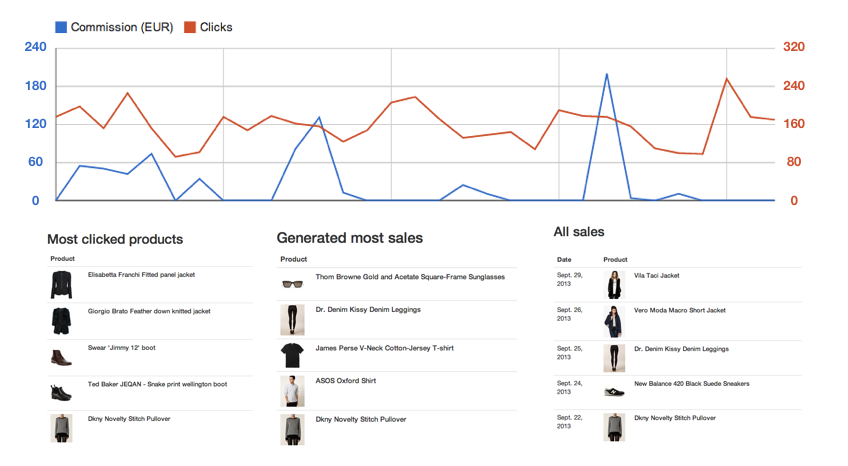 Commission (EUR) Clicks
240 320
180 240
120 160
60 80
0 0
Most clicked products
Product
Elisabetta Franchi Fitted panel jacket
Giorgio Brato Feather down knitted jacket
Swear 'Jimmy 12' boot
Ted Baker JEQAN - Snake print wellington boot
Dkny Novelty Stitch Pullover
Generated most sales
Product
Thom Browne Gold and Acetate Square-Frame Sunglasses
Dr. Denim Kissy Denim Leggings
James Perse V-Neck Cotton-Jersey T-shirt
ASOS Oxford Shirt
Dkny Novelty Stitch Pullover
All sales
Date Product
Sept. 29,
2013
Vila Taci Jacket
Sept. 26,
2013
Vero Moda Macro Short Jacket
Sept. 25,
2013
Dr. Denim Kissy Denim Leggings
Sept. 24,
2013
New Balance 420 Black Suede Sneakers
Sept. 22,
2013
Dkny Novelty Stitch Pullover